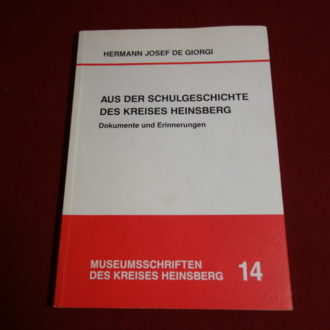 HERMANN JOSEF DE GIORGI
AUS DER SCHULGESCHICHTE
DES KREISES HEINSBERG
Dokumente und Erinnerungen
MUSEUMSSCHRIFTEN
DES KREISES HEINSBERG 14